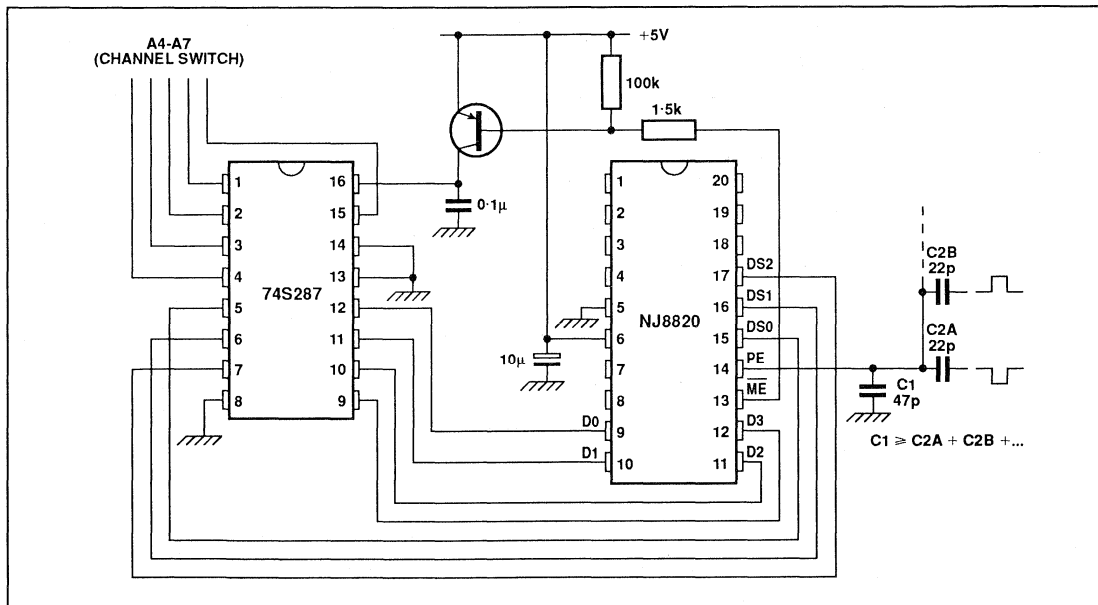 A4-A7
(CHANNEL SWITCH)
+5V
100k
1·5k
0·1µ
74S287
1
2
3
4
5
6
7
8
16
15
14
13
12
11
10
9
10µ
NJ8820
1
2
3
4
5
6
7
8
9
10
20
19
18
17
16
15
14
13
12
11
D0
D1
DS2
DS1
DS0
PE
ME
D3
D2
C2B
22p
C2A
22p
C1
47p
C1 ⩾ C2A + C2B +...